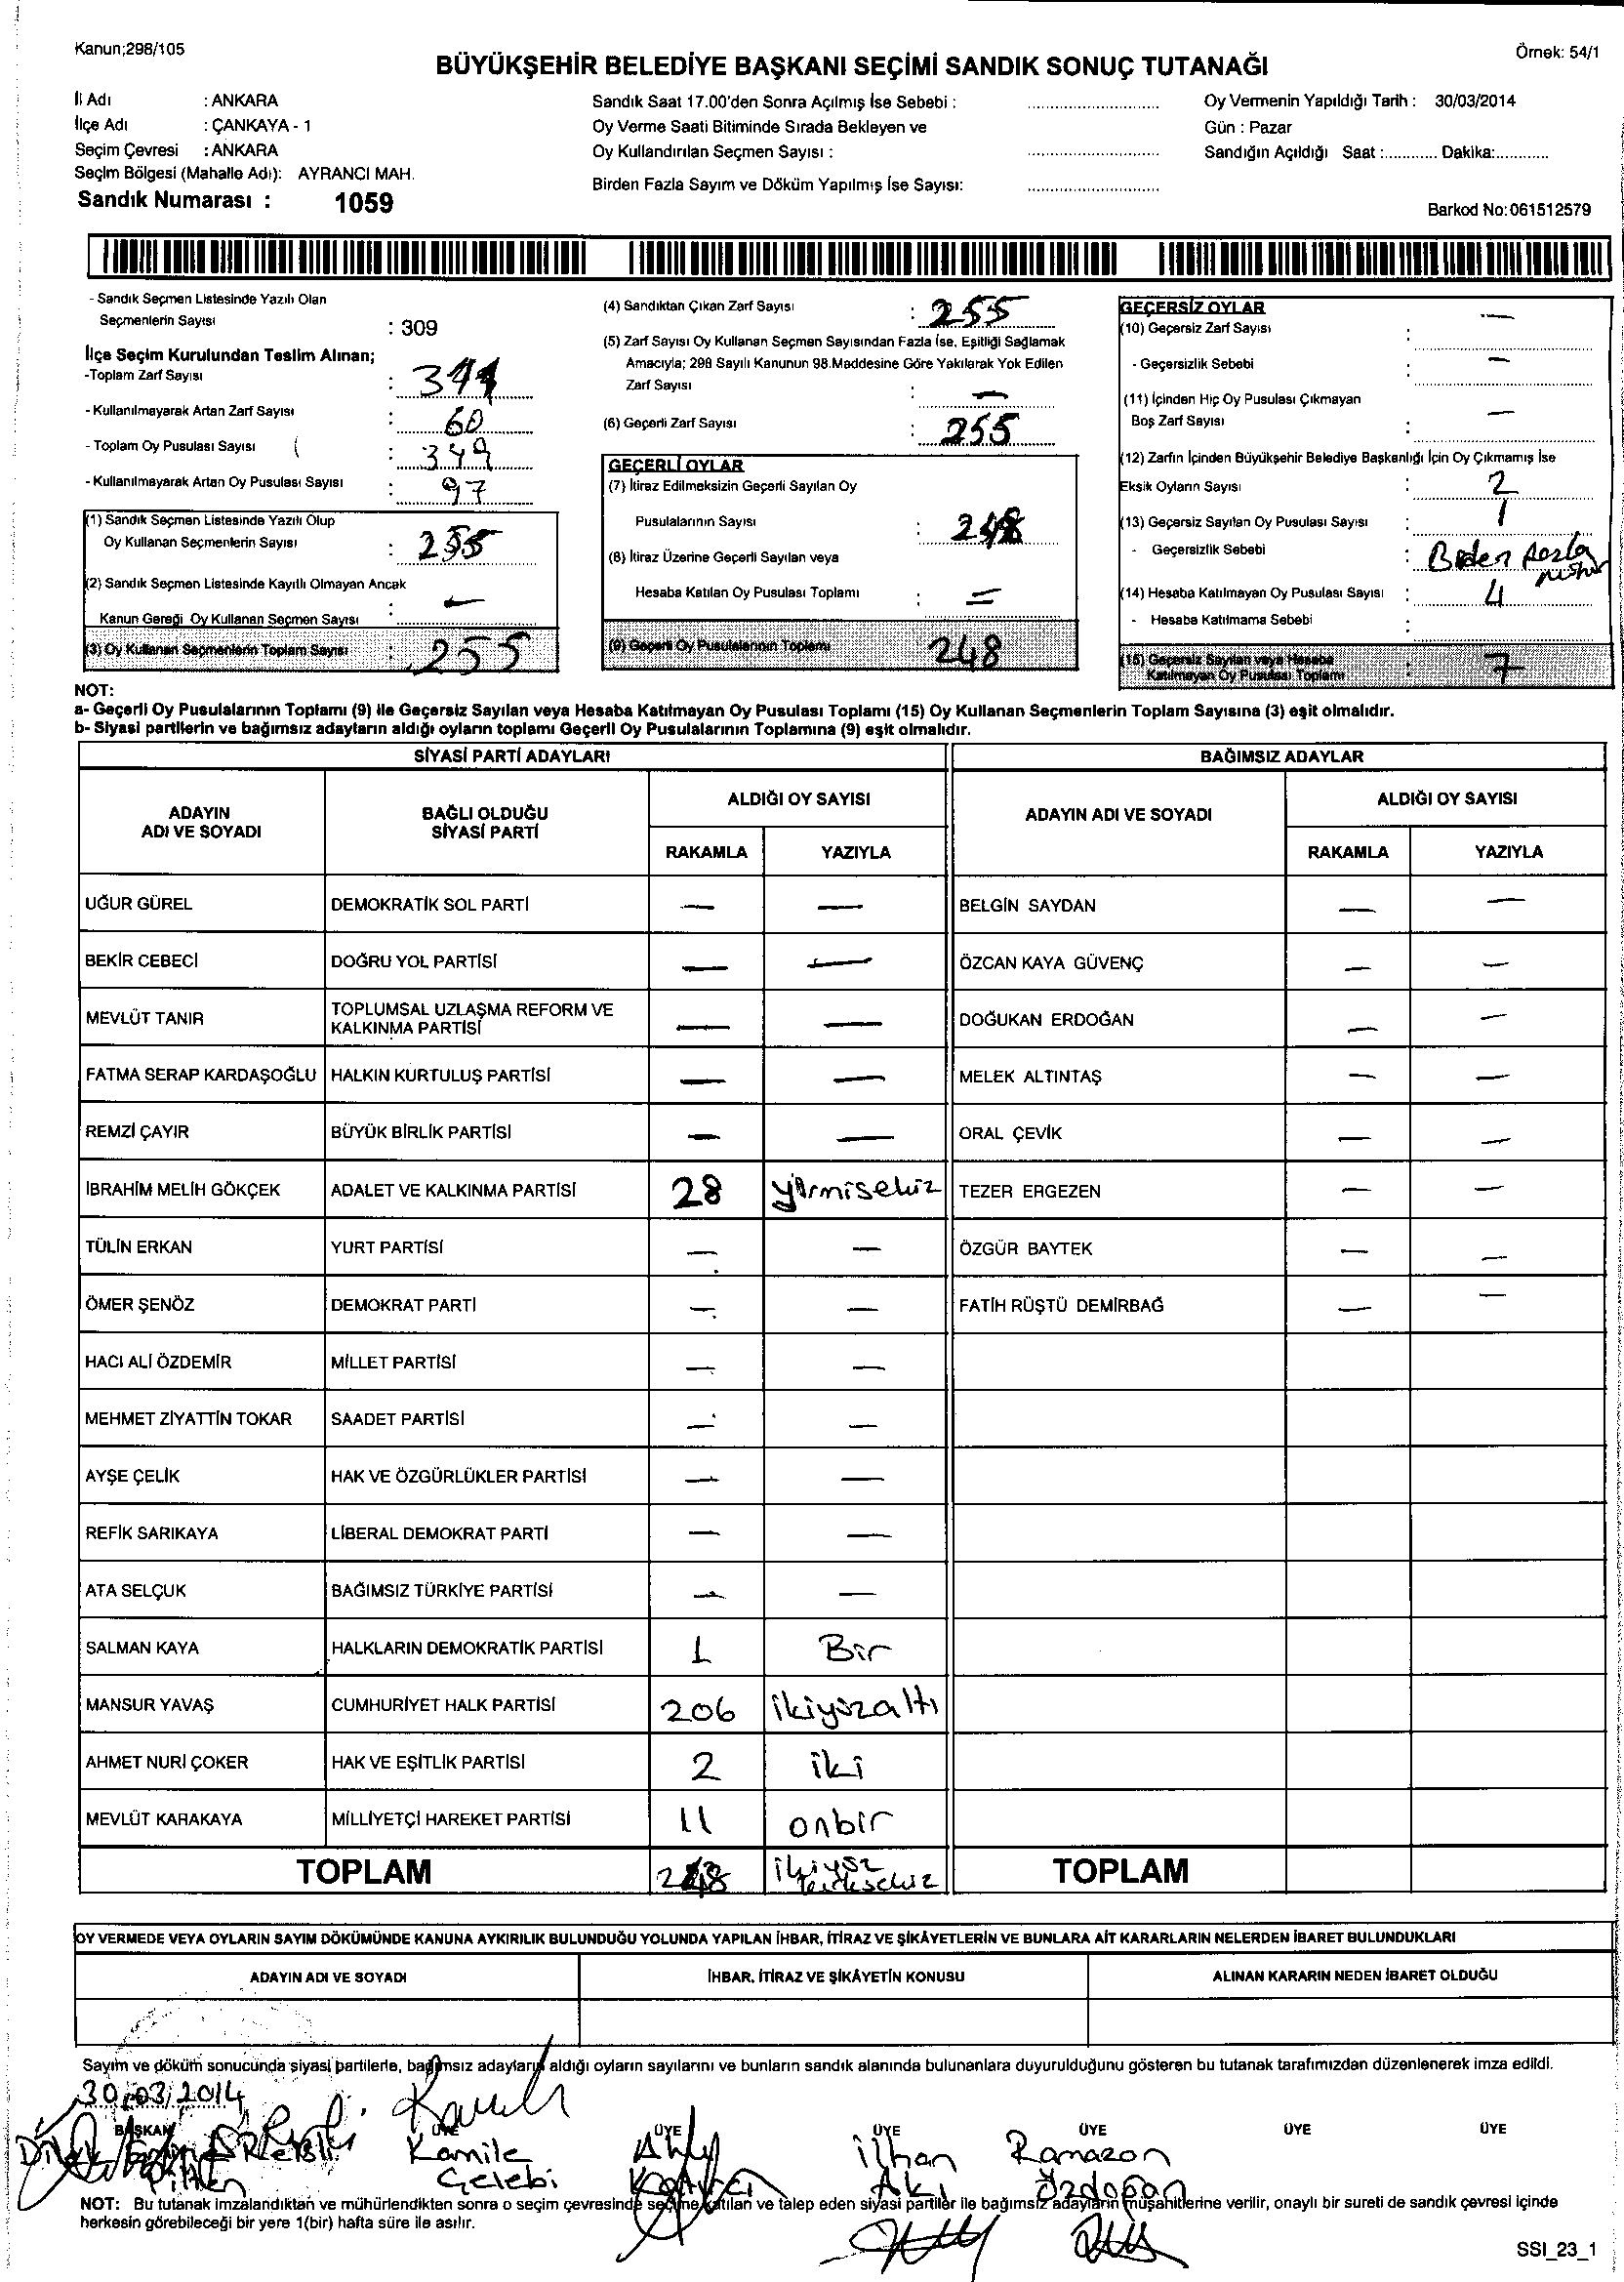 Kanun;298/105
Örnek: 54/1
BÜYÜKŞEHİR BELEDİYE BAŞKANI SEÇİMİ SANDIK SONUÇ TUTANAĞI
İl Adı : ANKARA
İlçe Adı : ÇANKAYA - 1
Seçim Çevresi : ANKARA
Seçim Bölgesi (Mahalle Adı): AYRANCI MAH.
Sandık Numarası : 1059
Sandık Saat 17.00'den Sonra Açılmış İse Sebebi :
Oy Verme Saati Bitiminde Sırada Bekleyen ve
Oy Kullandırılan Seçmen Sayısı :
Birden Fazla Sayım ve Döküm Yapılmış İse Sayısı:
Oy Vermenin Yapıldığı Tarih : 30/03/2014
Gün : Pazar
Sandığın Açıldığı Saat :............ Dakika:............
Barkod No:061512579
- Sandık Seçmen Listesinde Yazılı Olan
Seçmenlerin Sayısı : 309
İlçe Seçim Kurulundan Teslim Alınan;
-Toplam Zarf Sayısı :
- Kullanılmayarak Artan Zarf Sayısı : 60
- Toplam Oy Pusulası Sayısı : 349
- Kullanılmayarak Artan Oy Pusulası Sayısı : 97
(1) Sandık Seçmen Listesinde Yazılı Olup
Oy Kullanan Seçmenlerin Sayısı : 255
(2) Sandık Seçmen Listesinde Kayıtlı Olmayan Ancak
Kanun Gereği Oy Kullanan Seçmen Sayısı : —
(3) Oy Kullanan Seçmenlerin Toplam Sayısı : 255
(4) Sandıktan Çıkan Zarf Sayısı : 255
(5) Zarf Sayısı Oy Kullanan Seçmen Sayısından Fazla İse, Eşitliği Sağlamak
Amacıyla; 298 Sayılı Kanunun 98.Maddesine Göre Yakılarak Yok Edilen
Zarf Sayısı : —
(6) Geçerli Zarf Sayısı : 255
GEÇERLİ OYLAR
(7) İtiraz Edilmeksizin Geçerli Sayılan Oy
Pusulalarının Sayısı : 248
(8) İtiraz Üzerine Geçerli Sayılan veya
Hesaba Katılan Oy Pusulası Toplamı : =
(9) Geçerli Oy Pusulalarının Toplamı 248
GEÇERSİZ OYLAR
(10) Geçersiz Zarf Sayısı : —
- Geçersizlik Sebebi : —
(11) İçinden Hiç Oy Pusulası Çıkmayan
Boş Zarf Sayısı : —
(12) Zarfın İçinden Büyükşehir Belediye Başkanlığı İçin Oy Çıkmamış İse
Eksik Oyların Sayısı : 2
(13) Geçersiz Sayılan Oy Pusulası Sayısı : 1
- Geçersizlik Sebebi :
(14) Hesaba Katılmayan Oy Pusulası Sayısı : 4
- Hesaba Katılmama Sebebi :
(15) Geçersiz Sayılan veya Hesaba
Katılmayan Oy Pusulası Toplamı : 7
NOT:
a- Geçerli Oy Pusulalarının Toplamı (9) ile Geçersiz Sayılan veya Hesaba Katılmayan Oy Pusulası Toplamı (15) Oy Kullanan Seçmenlerin Toplam Sayısına (3) eşit olmalıdır.
b- Siyasi partilerin ve bağımsız adayların aldığı oyların toplamı Geçerli Oy Pusulalarının Toplamına (9) eşit olmalıdır.
SİYASİ PARTİ ADAYLARI
BAĞIMSIZ ADAYLAR
ADAYIN
ADI VE SOYADI
BAĞLI OLDUĞU
SİYASİ PARTİ
ALDIĞI OY SAYISI
RAKAMLA YAZIYLA
ADAYIN ADI VE SOYADI
ALDIĞI OY SAYISI
RAKAMLA YAZIYLA
UĞUR GÜREL DEMOKRATİK SOL PARTİ — — BELGİN SAYDAN — —
BEKİR CEBECİ DOĞRU YOL PARTİSİ — — ÖZCAN KAYA GÜVENÇ — —
MEVLÜT TANIR TOPLUMSAL UZLAŞMA REFORM VE
KALKINMA PARTİSİ — — DOĞUKAN ERDOĞAN — —
FATMA SERAP KARDAŞOĞLU HALKIN KURTULUŞ PARTİSİ — — MELEK ALTINTAŞ — —
REMZİ ÇAYIR BÜYÜK BİRLİK PARTİSİ — — ORAL ÇEVİK — —
İBRAHİM MELİH GÖKÇEK ADALET VE KALKINMA PARTİSİ 28 yirmisekiz TEZER ERGEZEN — —
TÜLİN ERKAN YURT PARTİSİ — — ÖZGÜR BAYTEK — —
ÖMER ŞENÖZ DEMOKRAT PARTİ — — FATİH RÜŞTÜ DEMİRBAĞ — —
HACI ALİ ÖZDEMİR MİLLET PARTİSİ — —
MEHMET ZİYATTİN TOKAR SAADET PARTİSİ — —
AYŞE ÇELİK HAK VE ÖZGÜRLÜKLER PARTİSİ — —
REFİK SARIKAYA LİBERAL DEMOKRAT PARTİ — —
ATA SELÇUK BAĞIMSIZ TÜRKİYE PARTİSİ — —
SALMAN KAYA HALKLARIN DEMOKRATİK PARTİSİ 1 Bir
MANSUR YAVAŞ CUMHURİYET HALK PARTİSİ 206 ikiyüzaltı
AHMET NURİ ÇOKER HAK VE EŞİTLİK PARTİSİ 2 iki
MEVLÜT KARAKAYA MİLLİYETÇİ HAREKET PARTİSİ 11 onbir
TOPLAM 248 ikiyüz TOPLAM
OY VERMEDE VEYA OYLARIN SAYIM DÖKÜMÜNDE KANUNA AYKIRILIK BULUNDUĞU YOLUNDA YAPILAN İHBAR, İTİRAZ VE ŞİKÂYETLERİN VE BUNLARA AİT KARARLARIN NELERDEN İBARET BULUNDUKLARI
ADAYIN ADI VE SOYADI İHBAR, İTİRAZ VE ŞİKÂYETİN KONUSU ALINAN KARARIN NEDEN İBARET OLDUĞU
Sayım ve döküm sonucunda siyasi partilerle, bağımsız adayların aldığı oyların sayılarını ve bunların sandık alanında bulunanlara duyurulduğunu gösteren bu tutanak tarafımızdan düzenlenerek imza edildi.
30/03/2014
BAŞKAN ÜYE ÜYE ÜYE ÜYE ÜYE ÜYE
Kamile İlhan Ramazan
Çelebi Akı Özdoğan
NOT: Bu tutanak imzalandıktan ve mühürlendikten sonra o seçim çevresinde seçime katılan ve talep eden siyasi partiler ile bağımsız adayların müşahitlerine verilir, onaylı bir sureti de sandık çevresi içinde
herkesin görebileceği bir yere 1(bir) hafta süre ile asılır.
SSI_23_1